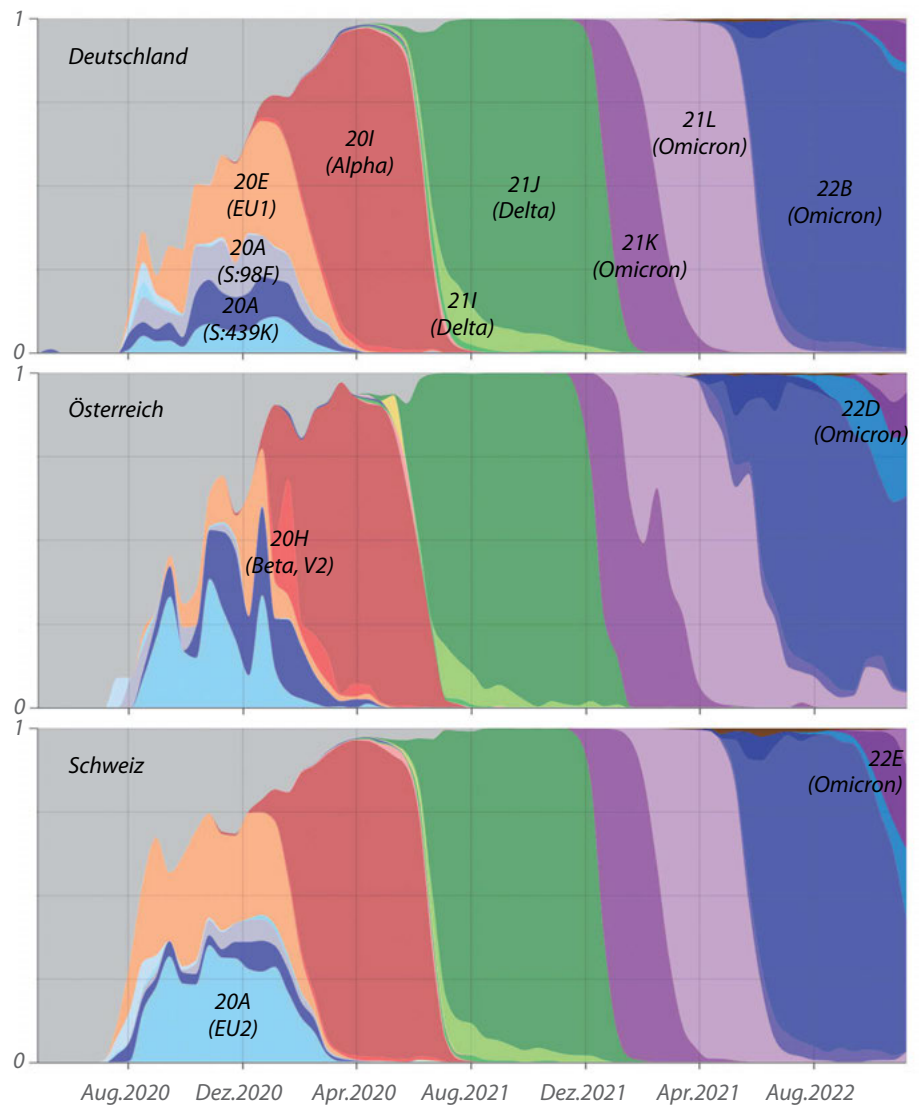 1
Deutschland
20I
(Alpha)
21L
(Omicron)
20E
(EU1)
21J
(Delta)
22B
(Omicron)
20A
(S:98F)
21K
(Omicron)
20A
(S:439K)
21I
(Delta)
0
1
Österreich
22D
(Omicron)
20H
(Beta, V2)
0
1
Schweiz
22E
(Omicron)
20A
(EU2)
0
Aug.2020 Dez.2020 Apr.2020 Aug.2021 Dez.2021 Apr.2021 Aug.2022